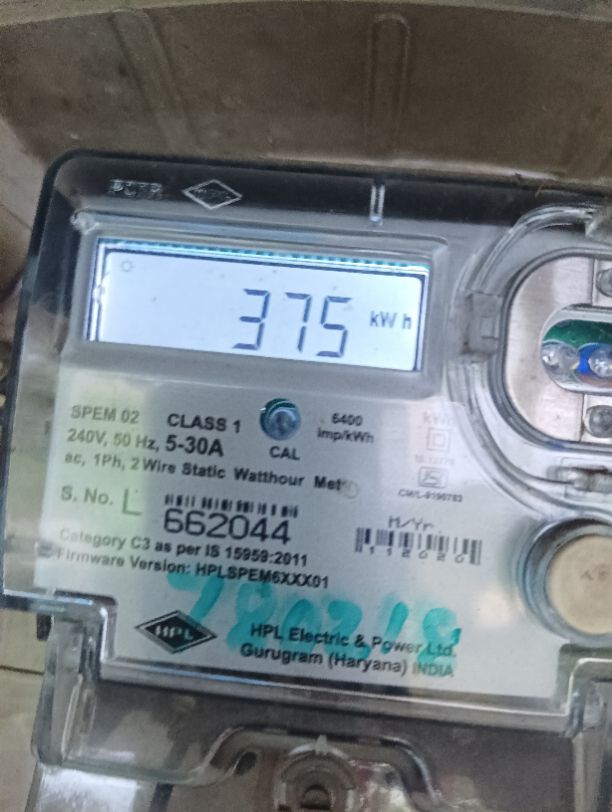 375 kW h
SPEM 02 CLASS 1
6400
imp/kWh
240V, 50 Hz, 5-30A
CAL
ac, 1Ph, 2 Wire Static Watthour
S. No. L
662044
M/Yr.
112020
Category C3 as per IS 15959:2011
Firmware Version: HPLSPEM6XXX01
HPL
HPL Electric & Power Ltd.
Gurugram (Haryana) INDIA